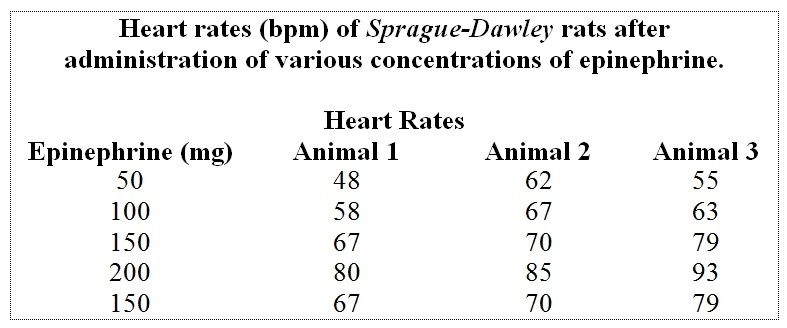 Heart rates (bpm) of Sprague-Dawley rats after
administration of various concentrations of epinephrine.
Heart Rates
Epinephrine (mg) Animal 1 Animal 2 Animal 3
50 48 62 55
100 58 67 63
150 67 70 79
200 80 85 93
150 67 70 79